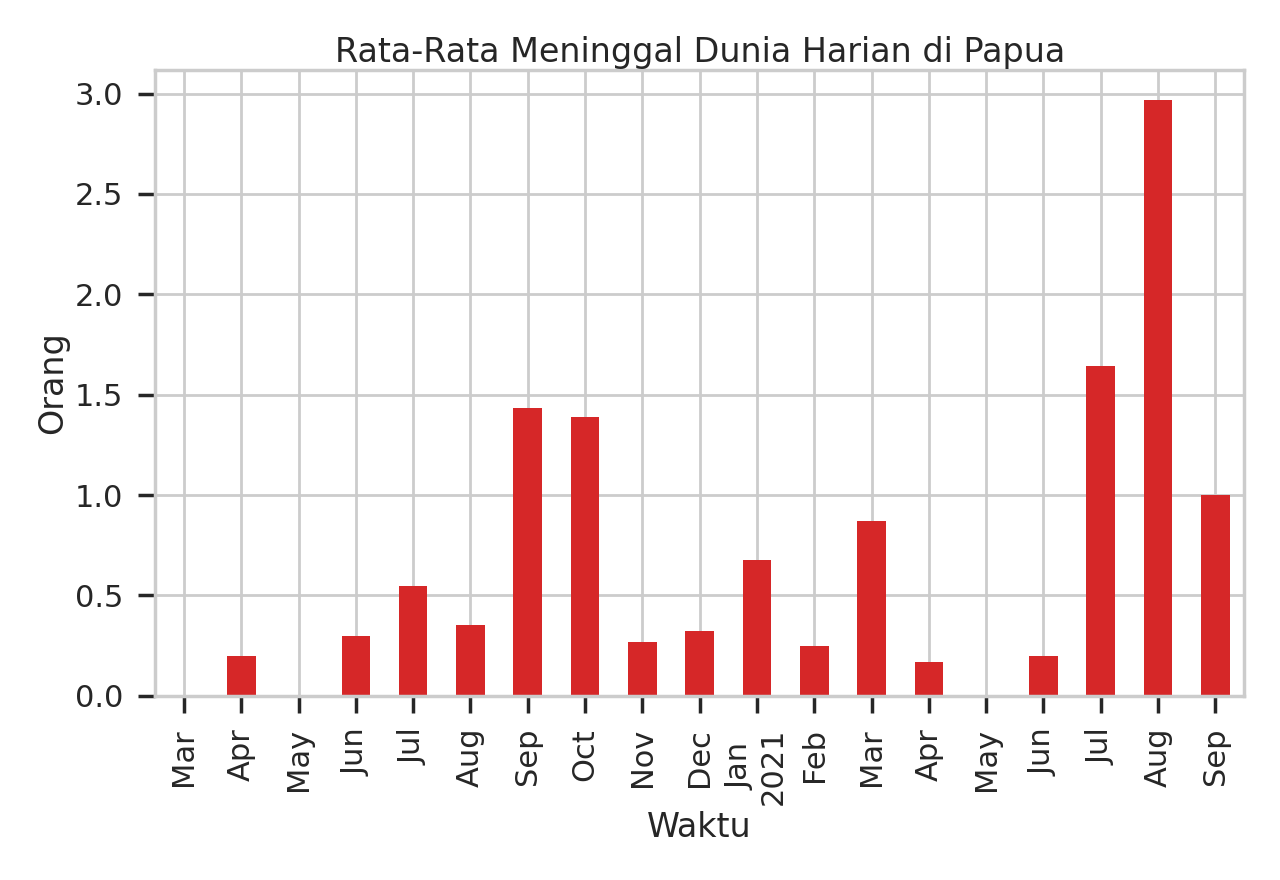 Rata-Rata Meninggal Dunia Harian di Papua
3.0
2.5
2.0
1.5
1.0
0.5
0.0
Orang
Mar
Apr
May
Jun
Jul
Aug
Sep
Oct
Nov
Dec
Jan
2021
Feb
Mar
Apr
May
Jun
Jul
Aug
Sep
Waktu